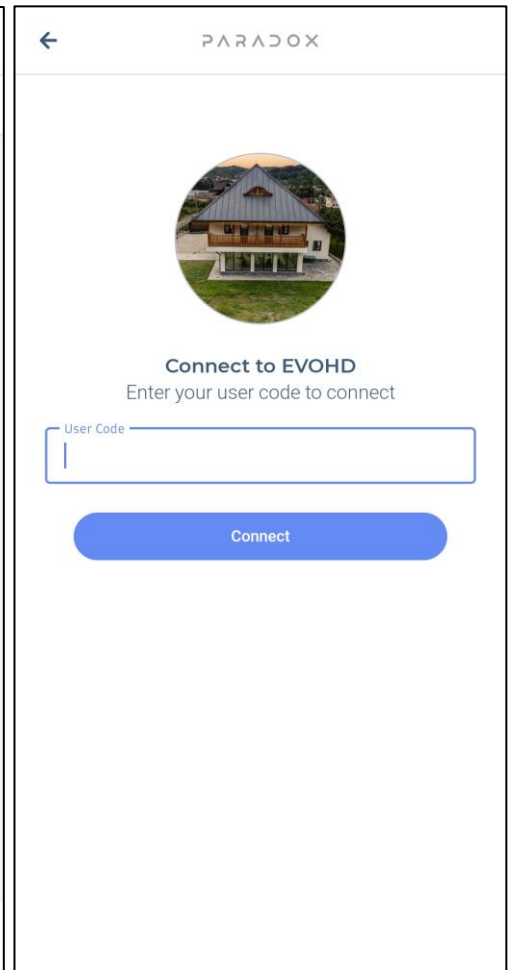 PARADOX
Connect to EVOHD
Enter your user code to connect
User Code
Connect